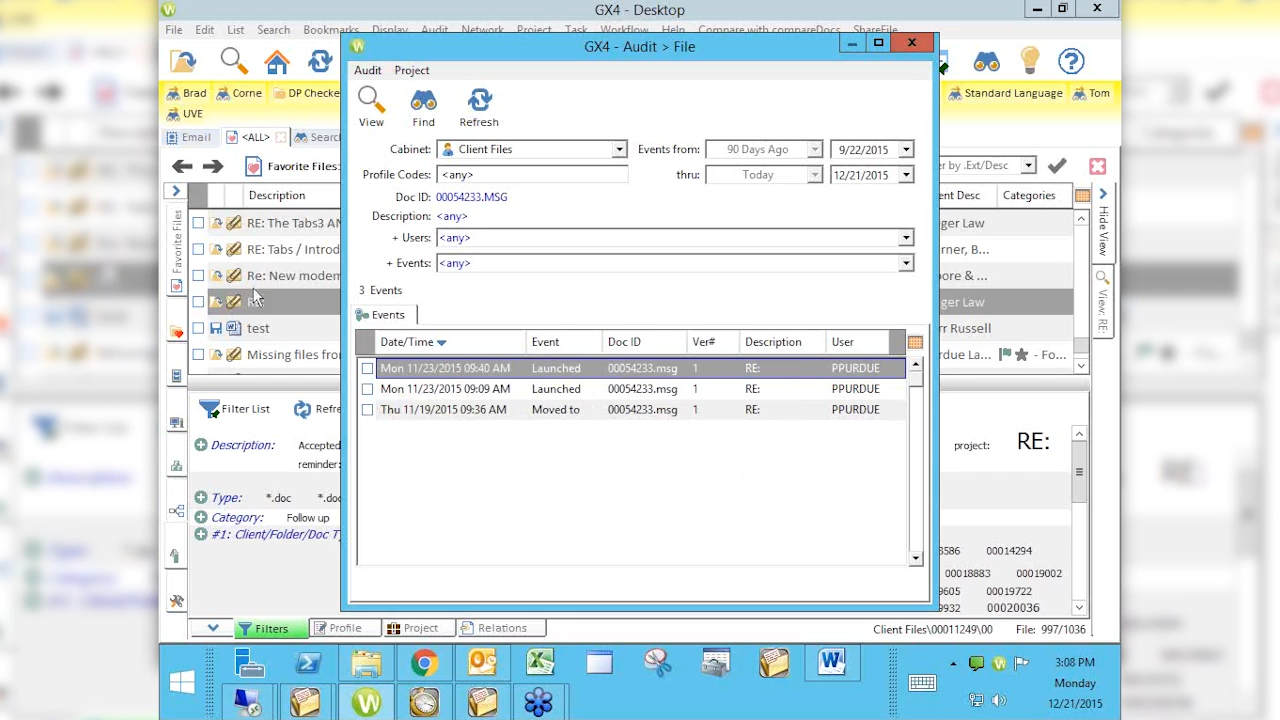 GX4 - Desktop
File Edit List Search Bookmarks Display Audit Network Project Task Workflow Help Compare with compareDocs ShareFile
Brad Corne DP Checke Standard Language Tom
UVE
Email <ALL> Search
Favorite Files: er by .Ext/Desc
Description ent Desc Categories
RE: The Tabs3 AN ger Law
RE: Tabs / Introd rner, B...
Re: New modem ore & ...
ger Law
test rr Russell
Missing files from rdue La... - Fo...
Favorite Files
Hide View
View: RE:
Filter List Refre
Description: Accepted project: RE:
reminder:
Type: *.doc *.do
Category: Follow up
#1: Client/Folder/Doc T
3586 00014294
00018883 00019002
9605 00019722
9932 00020036
Filters Profile Project Relations Client Files\00011249\00 File: 997/1036
GX4 - Audit > File
Audit Project
View Find Refresh
Cabinet: Client Files Events from: 90 Days Ago 9/22/2015
Profile Codes: <any> thru: Today 12/21/2015
Doc ID: 00054233.MSG
Description: <any>
+ Users: <any>
+ Events: <any>
3 Events
Events
Date/Time Event Doc ID Ver# Description User
Mon 11/23/2015 09:40 AM Launched 00054233.msg 1 RE: PPURDUE
Mon 11/23/2015 09:09 AM Launched 00054233.msg 1 RE: PPURDUE
Thu 11/19/2015 09:36 AM Moved to 00054233.msg 1 RE: PPURDUE
3:08 PM
Monday
12/21/2015